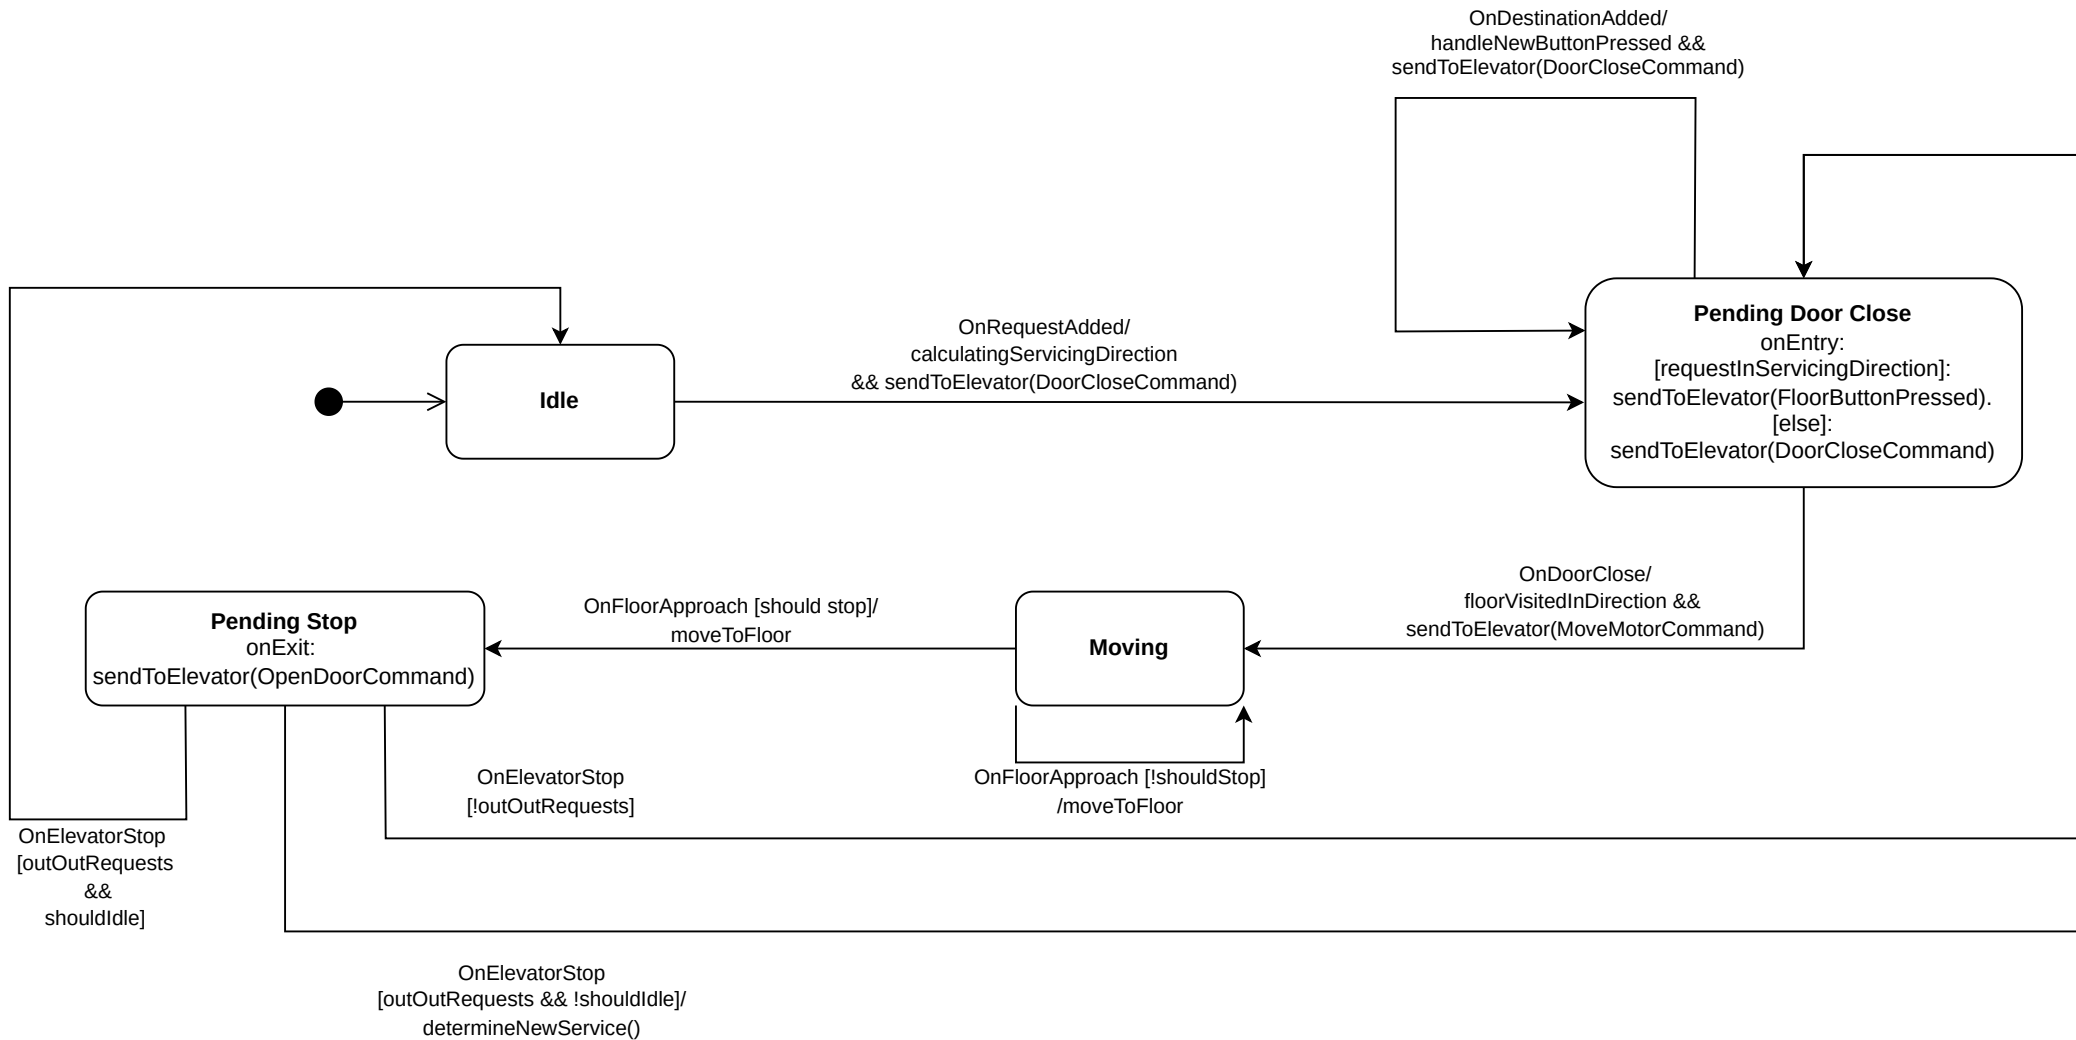 OnDestinationAdded/
handleNewButtonPressed &&
sendToElevator(DoorCloseCommand)
OnRequestAdded/
calculatingServicingDirection
&& sendToElevator(DoorCloseCommand)
Idle
Pending Door Close
onEntry:
[requestInServicingDirection]:
sendToElevator(FloorButtonPressed).
[else]:
sendToElevator(DoorCloseCommand)
OnDoorClose/
floorVisitedInDirection &&
sendToElevator(MoveMotorCommand)
OnFloorApproach [should stop]/
moveToFloor
Pending Stop
onExit:
sendToElevator(OpenDoorCommand)
Moving
OnElevatorStop
[!outOutRequests]
OnFloorApproach [!shouldStop]
/moveToFloor
OnElevatorStop
[outOutRequests
&&
shouldIdle]
OnElevatorStop
[outOutRequests && !shouldIdle]/
determineNewService()